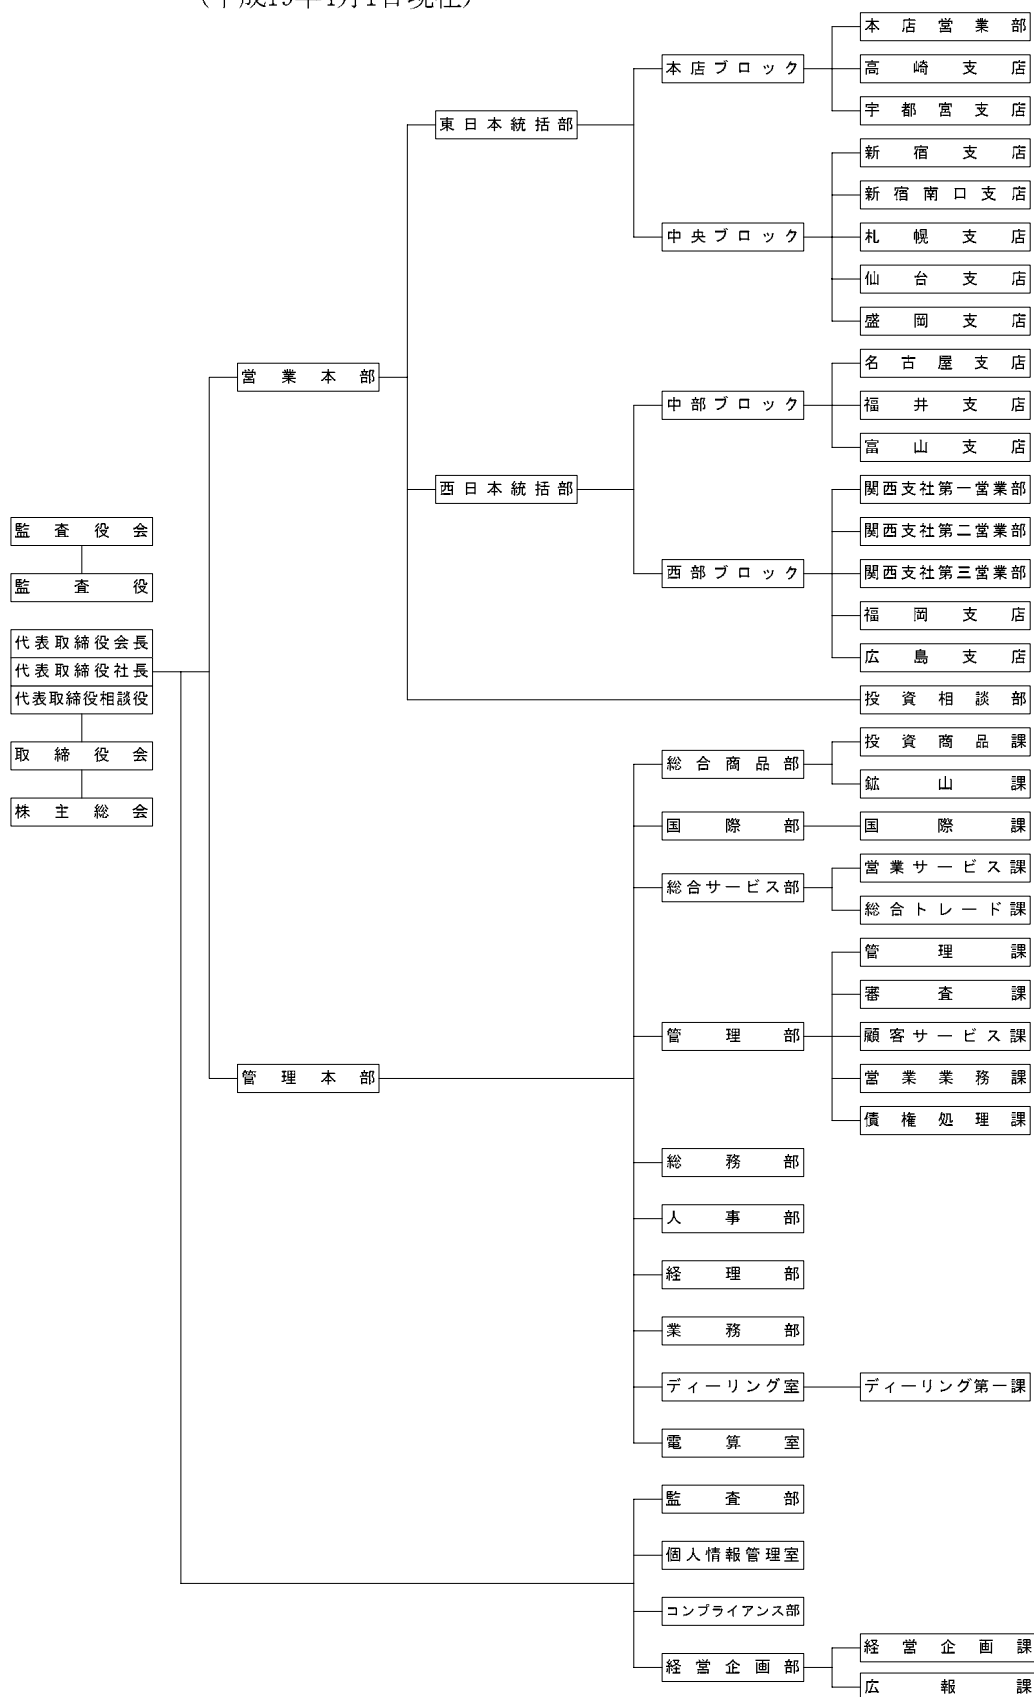 (平成19年4月1日現在)
本店営業部
本店ブロック
高崎支店
東日本統括部
宇都宮支店
新宿支店
新宿南口支店
中央ブロック
札幌支店
仙台支店
盛岡支店
名古屋支店
営業本部
中部ブロック
福井支店
富山支店
西日本統括部
関西支社第一営業部
監査役会
関西支社第二営業部
監査役
西部ブロック
関西支社第三営業部
福岡支店
代表取締役会長
広島支店
代表取締役社長
代表取締役相談役
投資相談部
取締役会
投資商品課
総合商品部
鉱山課
株主総会
国際部
国際課
営業サービス課
総合サービス部
総合トレード課
管理課
審査課
管理部
顧客サービス課
管理本部
営業業務課
債権処理課
総務部
人事部
経理部
業務部
ディーリング室
ディーリング第一課
電算室
監査部
個人情報管理室
コンプライアンス部
経営企画課
経営企画部
広報課